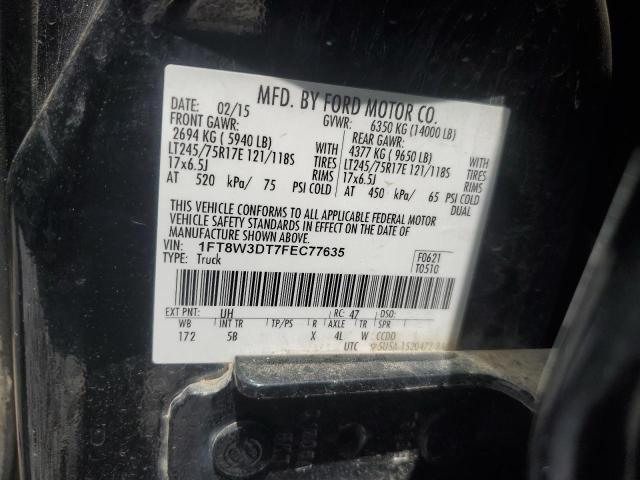 MFD. BY FORD MOTOR CO.
DATE: 02/15 GVWR: 6350 KG (14000 LB)
FRONT GAWR: REAR GAWR:
2694 KG ( 5940 LB) WITH 4377 KG ( 9650 LB) WITH
LT245/75R17E 121/118S TIRES LT245/75R17E 121/118S TIRES
17x6.5J RIMS 17x6.5J RIMS
AT 520 kPa/ 75 PSI COLD AT 450 kPa/ 65 PSI COLD
DUAL
THIS VEHICLE CONFORMS TO ALL APPLICABLE FEDERAL MOTOR
VEHICLE SAFETY STANDARDS IN EFFECT ON THE DATE OF
MANUFACTURE SHOWN ABOVE.
VIN: 1FT8W3DT7FEC77635 F0621
TYPE: Truck T0510
EXT PNT: UH RC: 47 DSO:
WB INT TR TP/PS R AXLE TR SPR
172 5B X 4L W CCDD
UTC